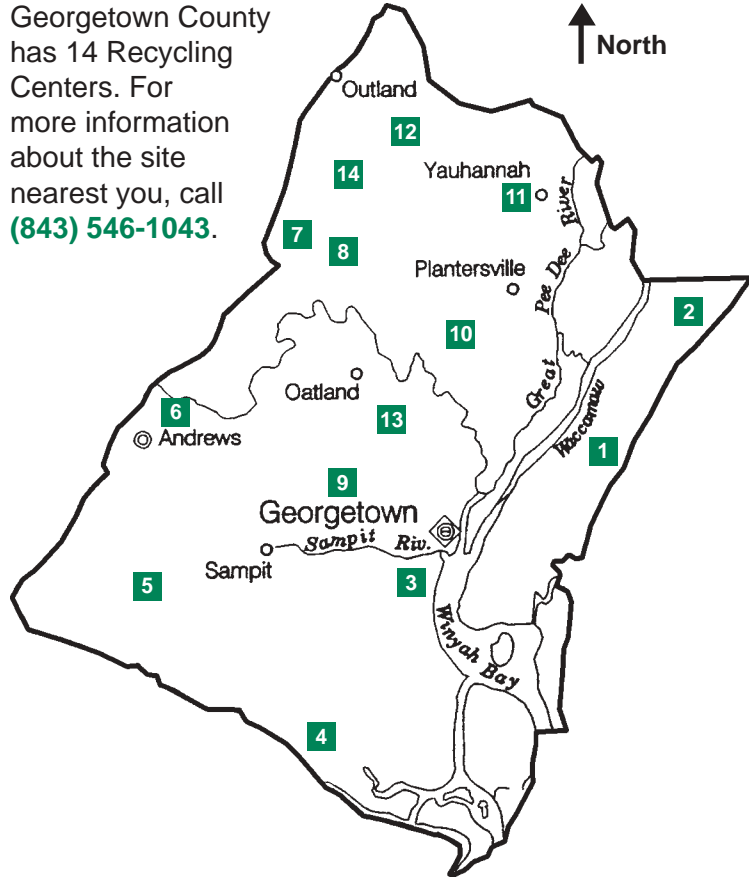 Georgetown County
has 14 Recycling
Centers. For
more information
about the site
nearest you, call
(843) 546-1043.
North
Outland
12
14
Yauhannah
11
7
8
Plantersville
Great Pee Dee River
2
10
Oatland
6
13
Andrews
Waccamaw
1
9
Georgetown
Sampit Riv.
Sampit
5
3
Winyah Bay
4